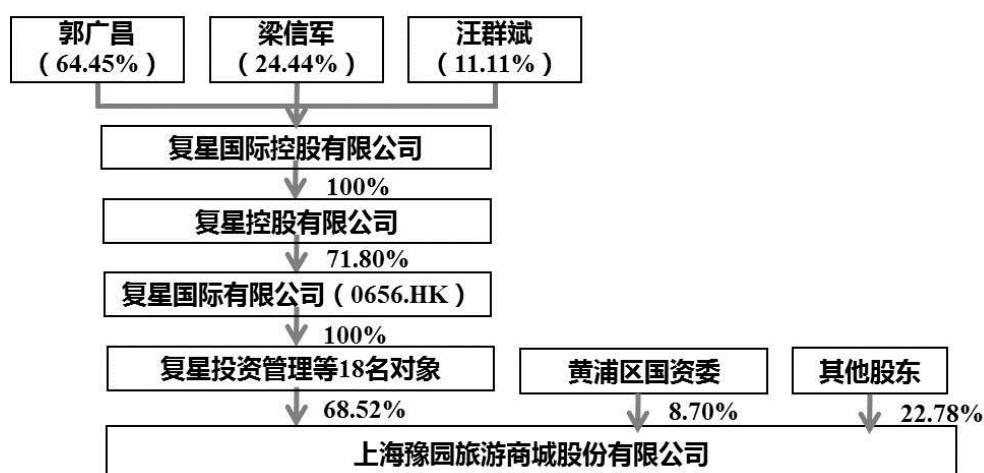 郭广昌
（64.45%）
梁信军
（24.44%）
汪群斌
（11.11%）
复星国际控股有限公司
100%
复星控股有限公司
71.80%
复星国际有限公司（0656.HK）
100%
复星投资管理等18名对象
黄浦区国资委
其他股东
68.52%
8.70%
22.78%
上海豫园旅游商城股份有限公司